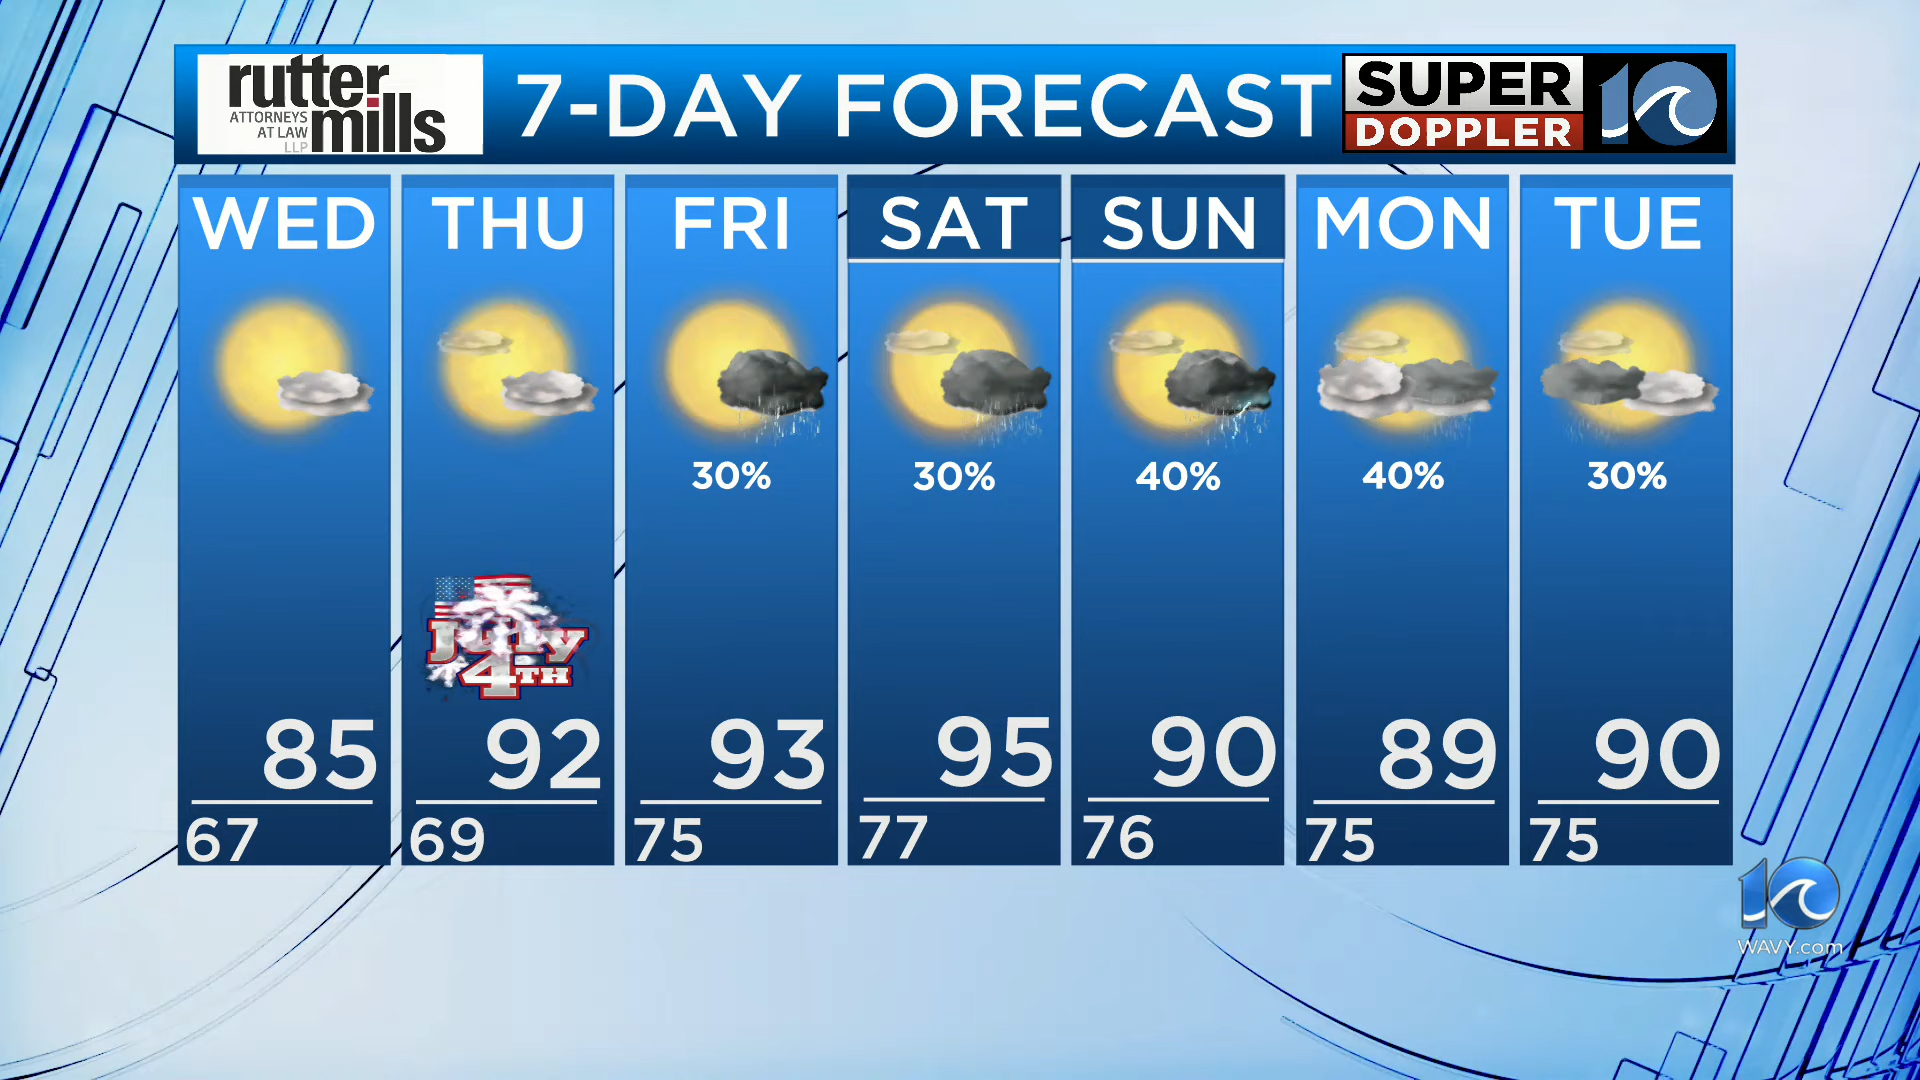 rutter
ATTORNEYS
AT LAW
LLP
mills
7-DAY FORECAST
SUPER
DOPPLER
10
WED THU FRI SAT SUN MON TUE
30% 30% 40% 40% 30%
July
4TH
85 92 93 95 90 89 90
67 69 75 77 76 75 75
10
WAVY.com